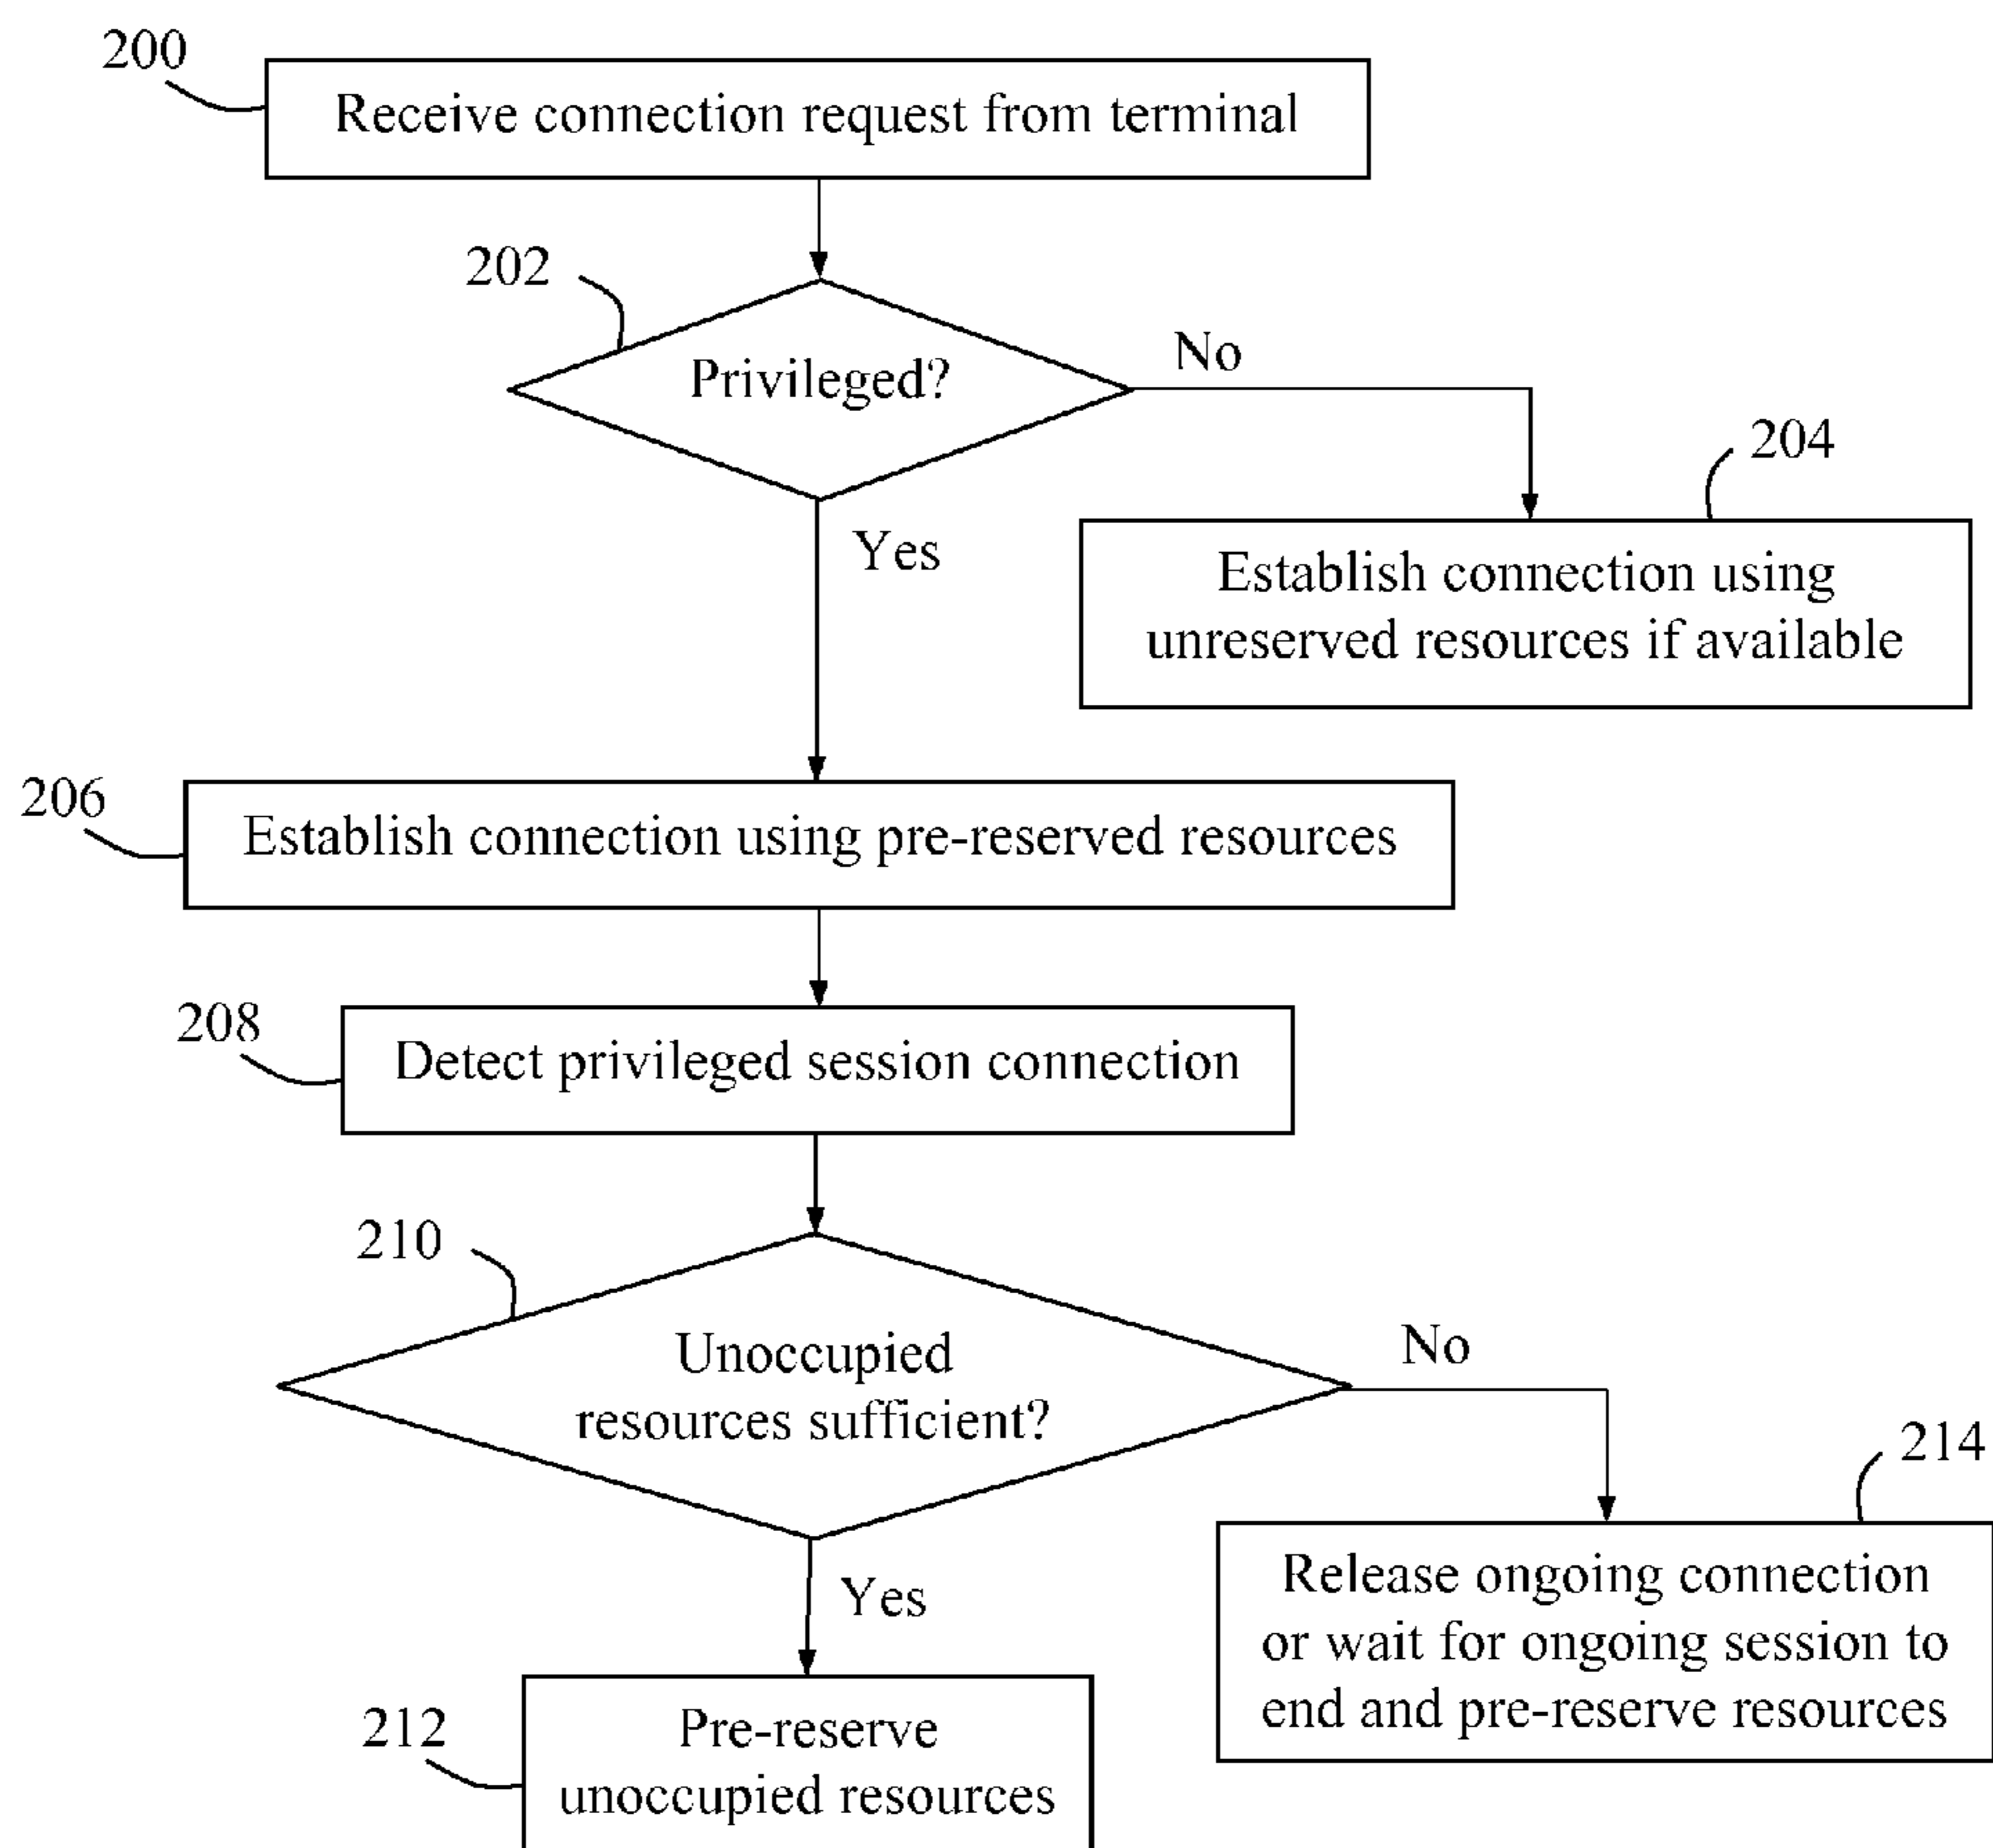 200
Receive connection request from terminal
202
Privileged?
No
204
Yes
Establish connection using
unreserved resources if available
206
Establish connection using pre-reserved resources
208
Detect privileged session connection
210
Unoccupied
resources sufficient?
No
214
Yes
Release ongoing connection
or wait for ongoing session to
end and pre-reserve resources
212
Pre-reserve
unoccupied resources